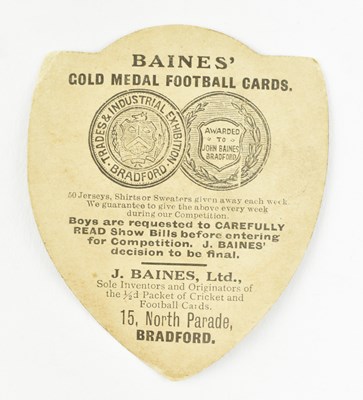 BAINES'
GOLD MEDAL FOOTBALL CARDS.
TRADES & INDUSTRIAL EXHIBITION
BRADFORD
AWARDED
TO
JOHN BAINES
BRADFORD
50 Jerseys, Shirts or Sweaters given away each week.
We guarantee to give the above every week
during our Competition.
Boys are requested to CAREFULLY
READ Show Bills before entering
for Competition. J. BAINES'
decision to be final.
J. BAINES, Ltd.,
Sole Inventors and Originators of
the ½d Packet of Cricket and
Football Cards.
15, North Parade,
BRADFORD.